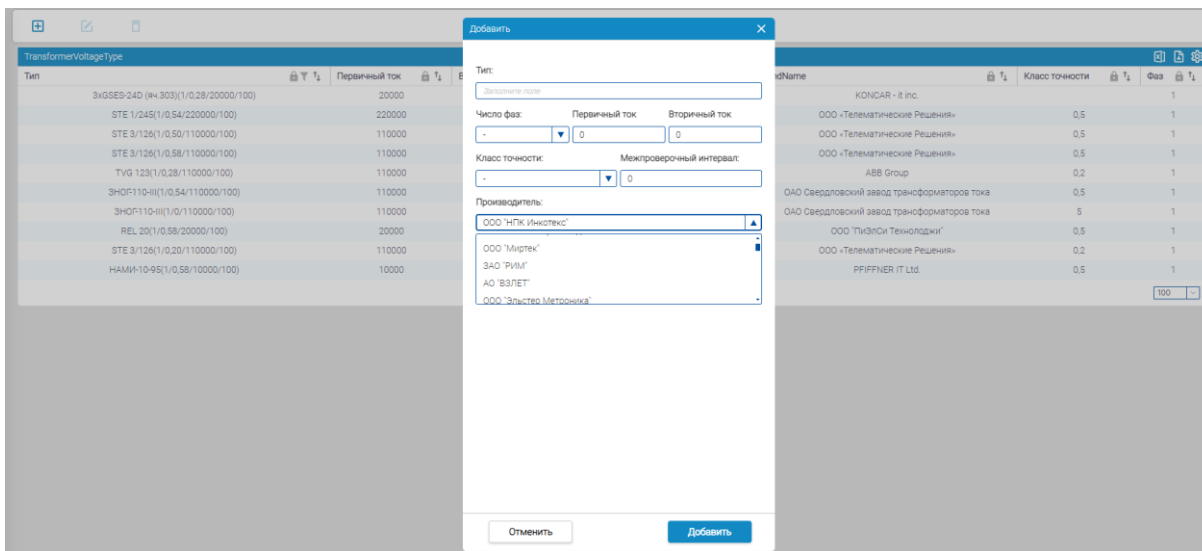 Добавить
TransformerVoltageType
Тип
Первичный ток
ndName
Класс точности
Фаз
3xGSES-24D (яч.303)(1/0,28/20000/100)
20000
KONCAR - it inc.
1
STE 1/245(1/0,54/220000/100)
220000
ООО «Телематические Решения»
0,5
1
STE 3/126(1/0,50/110000/100)
110000
ООО «Телематические Решения»
0,5
1
STE 3/126(1/0,58/110000/100)
110000
ООО «Телематические Решения»
0,5
1
TVG 123(1/0,28/110000/100)
110000
ABB Group
0,2
1
ЗНОГ-110-III(1/0,54/110000/100)
110000
ОАО Свердловский завод трансформаторов тока
0,5
1
ЗНОГ-110-III(1/0/110000/100)
110000
ОАО Свердловский завод трансформаторов тока
5
1
REL 20(1/0,58/20000/100)
20000
ООО "ПиЭлСи Технолоджи"
0,5
1
STE 3/126(1/0,20/110000/100)
110000
ООО «Телематические Решения»
0,2
1
НАМИ-10-95(1/0,58/10000/100)
10000
PFIFFNER IT Ltd.
0,5
1
100
Тип:
Заполните поле
Число фаз:
Первичный ток
Вторичный ток
-
0
0
Класс точности:
Межпроверочный интервал:
-
0
Производитель:
ООО "НПК Инкотекс"
ООО "Миртек"
ЗАО "РИМ"
АО "ВЗЛЕТ"
ООО "Эльстер Метроника"
Отменить
Добавить